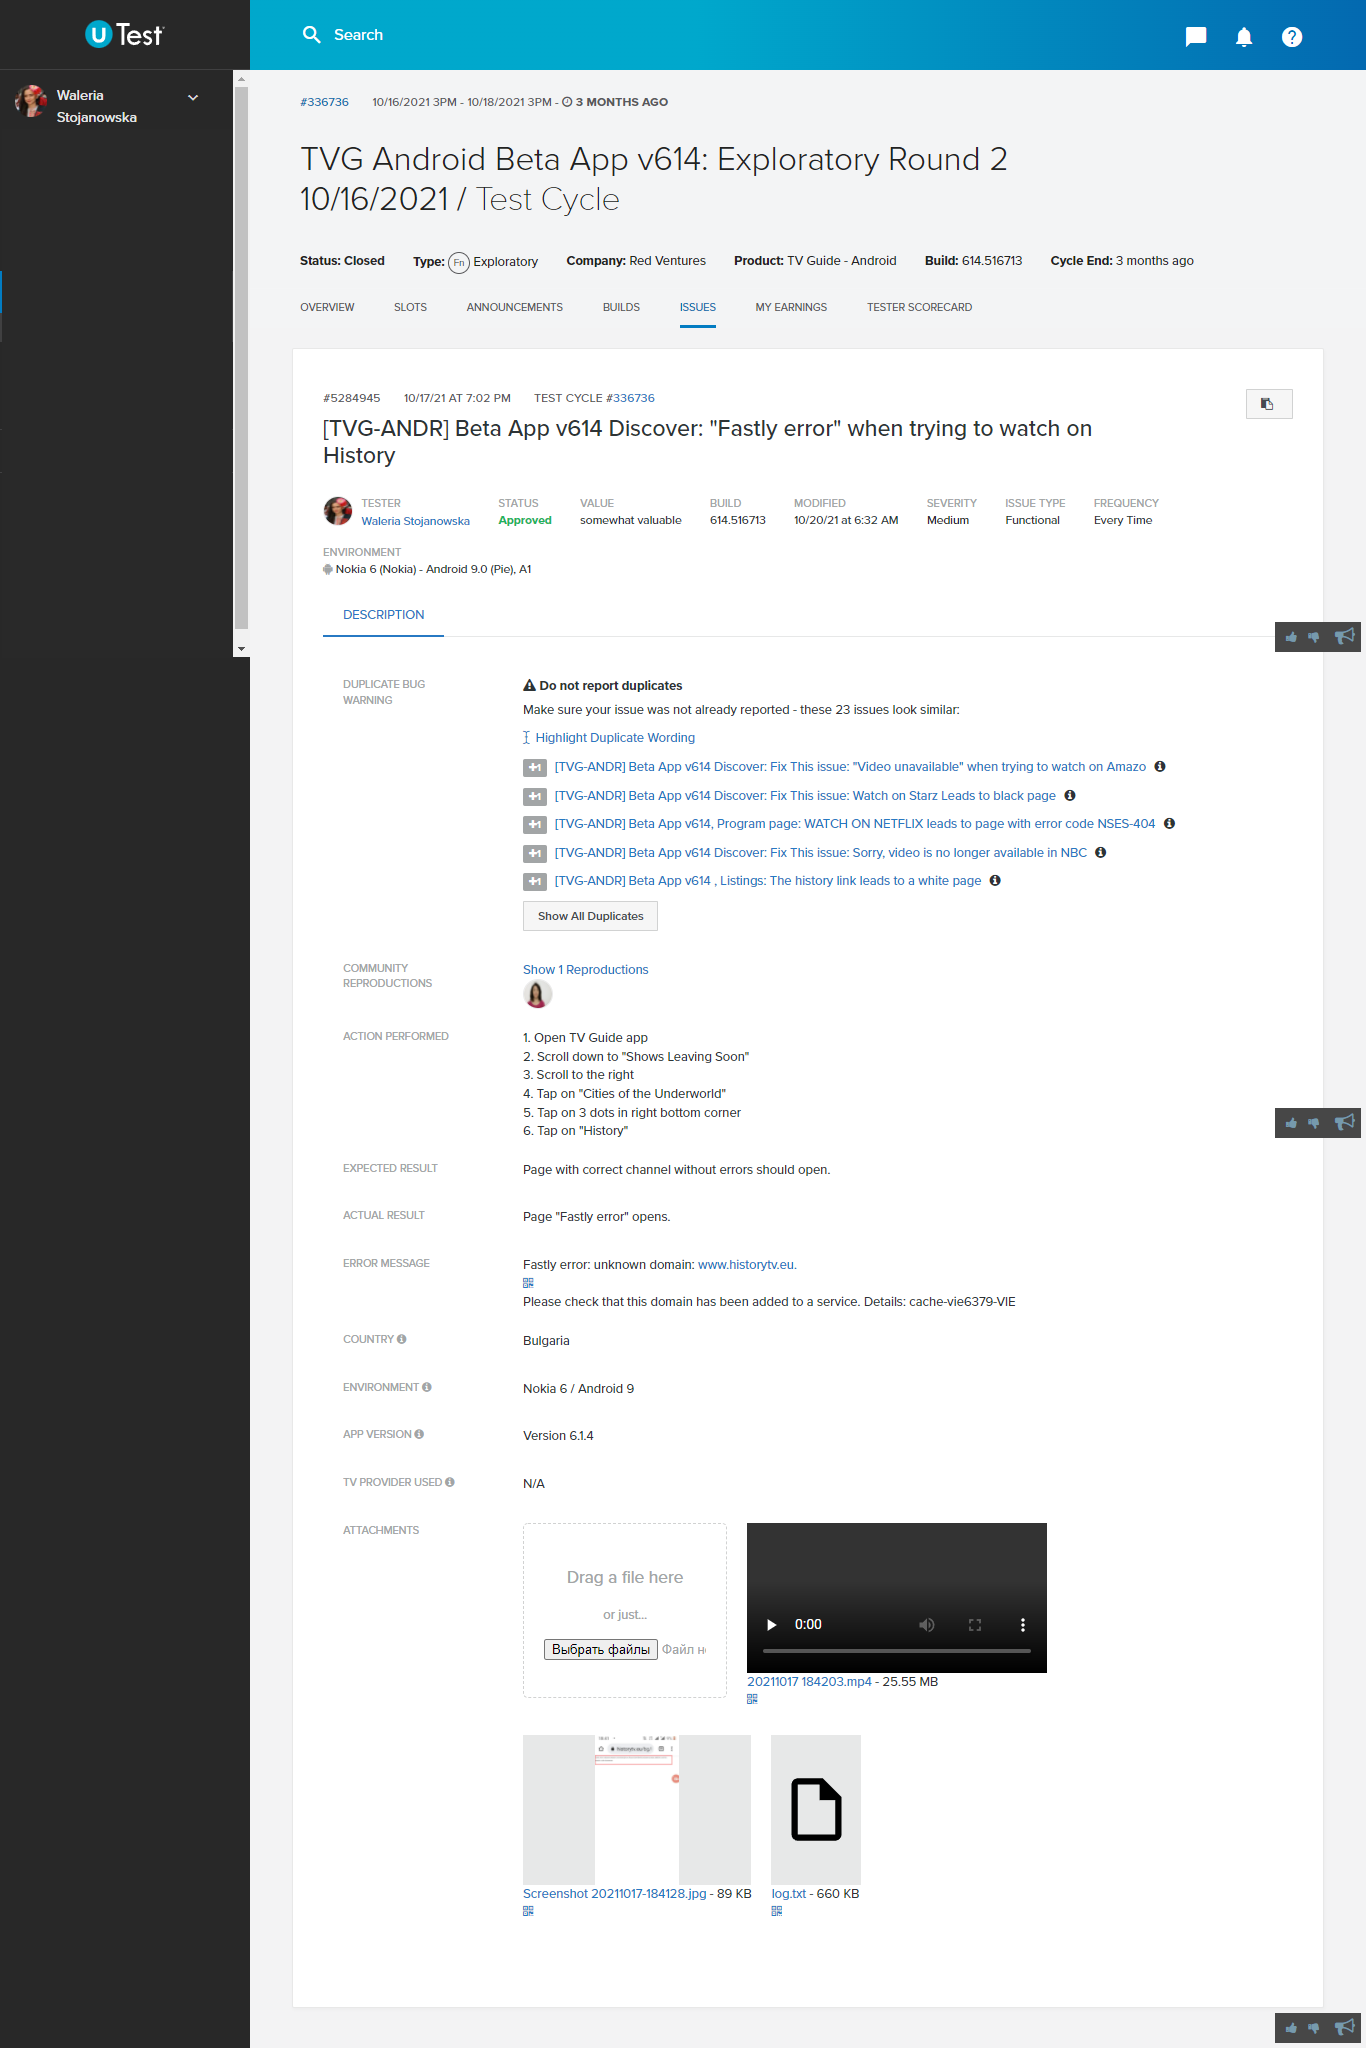 U Test
Search
Waleria
Stojanowska
#336736 10/16/2021 3PM - 10/18/2021 3PM - 3 MONTHS AGO
TVG Android Beta App v614: Exploratory Round 2
10/16/2021 / Test Cycle
Status: Closed Type: Fn Exploratory Company: Red Ventures Product: TV Guide - Android Build: 614.516713 Cycle End: 3 months ago
OVERVIEW SLOTS ANNOUNCEMENTS BUILDS ISSUES MY EARNINGS TESTER SCORECARD
#5284945 10/17/21 AT 7:02 PM TEST CYCLE #336736
[TVG-ANDR] Beta App v614 Discover: "Fastly error" when trying to watch on
History
TESTER STATUS VALUE BUILD MODIFIED SEVERITY ISSUE TYPE FREQUENCY
Waleria Stojanowska Approved somewhat valuable 614.516713 10/20/21 at 6:32 AM Medium Functional Every Time
ENVIRONMENT
Nokia 6 (Nokia) - Android 9.0 (Pie), A1
DESCRIPTION
DUPLICATE BUG
WARNING
Do not report duplicates
Make sure your issue was not already reported - these 23 issues look similar:
Highlight Duplicate Wording
+1 [TVG-ANDR] Beta App v614 Discover: Fix This issue: "Video unavailable" when trying to watch on Amazo
+1 [TVG-ANDR] Beta App v614 Discover: Fix This issue: Watch on Starz Leads to black page
+1 [TVG-ANDR] Beta App v614, Program page: WATCH ON NETFLIX leads to page with error code NSES-404
+1 [TVG-ANDR] Beta App v614 Discover: Fix This issue: Sorry, video is no longer available in NBC
+1 [TVG-ANDR] Beta App v614 , Listings: The history link leads to a white page
Show All Duplicates
COMMUNITY
REPRODUCTIONS
Show 1 Reproductions
ACTION PERFORMED
1. Open TV Guide app
2. Scroll down to "Shows Leaving Soon"
3. Scroll to the right
4. Tap on "Cities of the Underworld"
5. Tap on 3 dots in right bottom corner
6. Tap on "History"
EXPECTED RESULT Page with correct channel without errors should open.
ACTUAL RESULT Page "Fastly error" opens.
ERROR MESSAGE Fastly error: unknown domain: www.historytv.eu.
Please check that this domain has been added to a service. Details: cache-vie6379-VIE
COUNTRY Bulgaria
ENVIRONMENT Nokia 6 / Android 9
APP VERSION Version 6.1.4
TV PROVIDER USED N/A
ATTACHMENTS
Drag a file here
or just...
Выбрать файлы Файл не
0:00
20211017 184203.mp4 - 25.55 MB
Screenshot 20211017-184128.jpg - 89 KB
log.txt - 660 KB